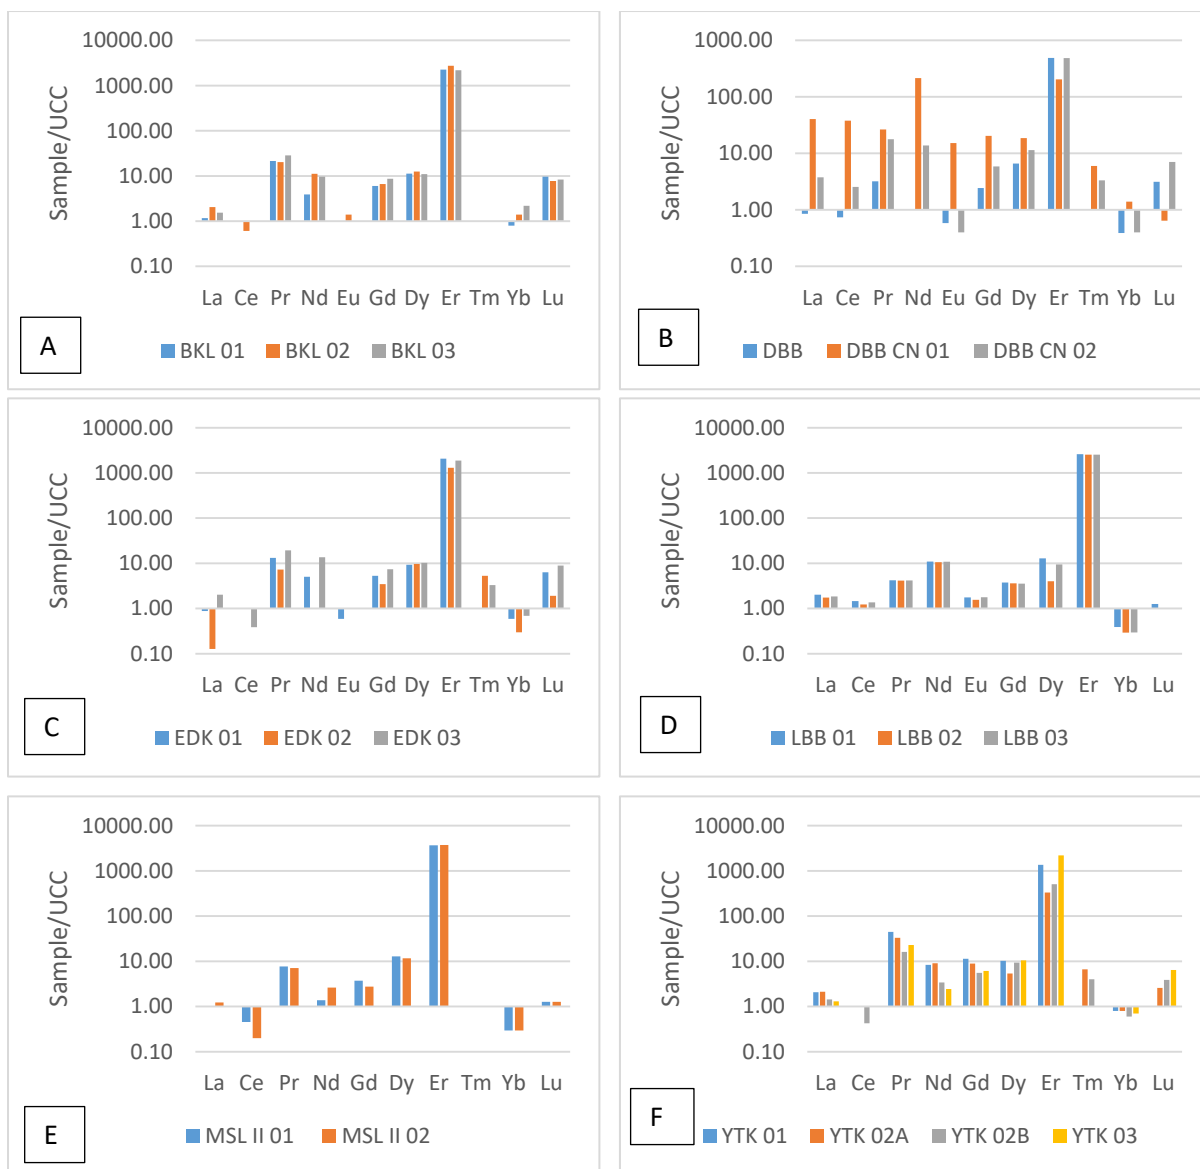 10000.00
1000.00
100.00
10.00
1.00
0.10
Sample/UCC
La Ce Pr Nd Eu Gd Dy Er Tm Yb Lu
A
BKL 01 BKL 02 BKL 03
1000.00
100.00
10.00
1.00
0.10
Sample/UCC
La Ce Pr Nd Eu Gd Dy Er Tm Yb Lu
B
DBB DBB CN 01 DBB CN 02
10000.00
1000.00
100.00
10.00
1.00
0.10
Sample/UCC
La Ce Pr Nd Eu Gd Dy Er Tm Yb Lu
C
EDK 01 EDK 02 EDK 03
10000.00
1000.00
100.00
10.00
1.00
0.10
Sample/UCC
La Ce Pr Nd Eu Gd Dy Er Yb Lu
D
LBB 01 LBB 02 LBB 03
10000.00
1000.00
100.00
10.00
1.00
0.10
Sample/UCC
La Ce Pr Nd Gd Dy Er Tm Yb Lu
E
MSL II 01 MSL II 02
10000.00
1000.00
100.00
10.00
1.00
0.10
Sample/UCC
La Ce Pr Nd Gd Dy Er Tm Yb Lu
F
YTK 01 YTK 02A YTK 02B YTK 03